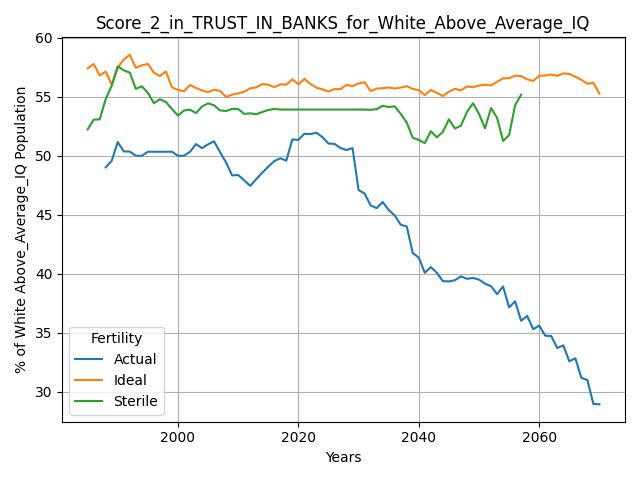 Score_2_in_TRUST_IN_BANKS_for_White_Above_Average_IQ
% of White Above_Average_IQ Population
60
55
50
45
40
35
30
Fertility
Actual
Ideal
Sterile
2000
2020
2040
2060
Years